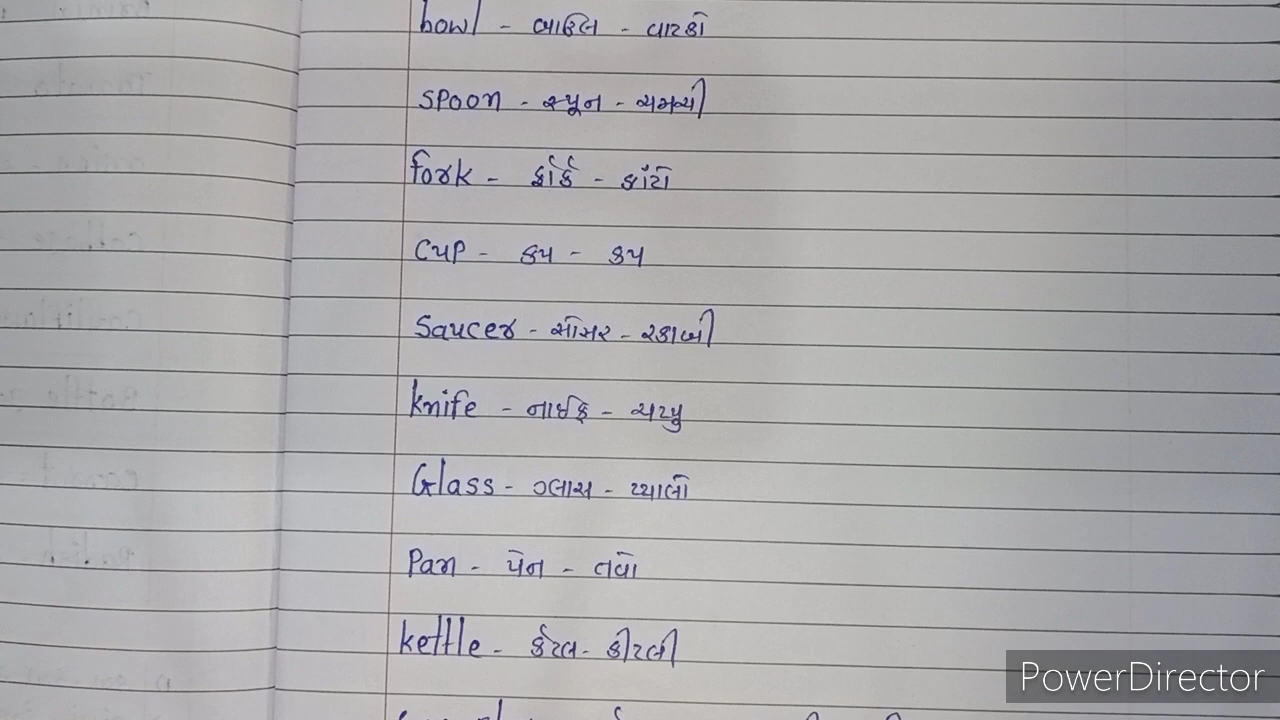 bowl - બાઉલ - વાટકો
spoon - સ્પૂન - ચમચી
fork - ફોર્ક - કાંટો
Cup - કપ - કપ
Saucer - સોસર - રકાબી
knife - નાઈફ - ચપ્પુ
Glass - ગ્લાસ - પ્યાલો
Pan - પેન - તવો
kettle - કેટલ - કીટલી
PowerDirector